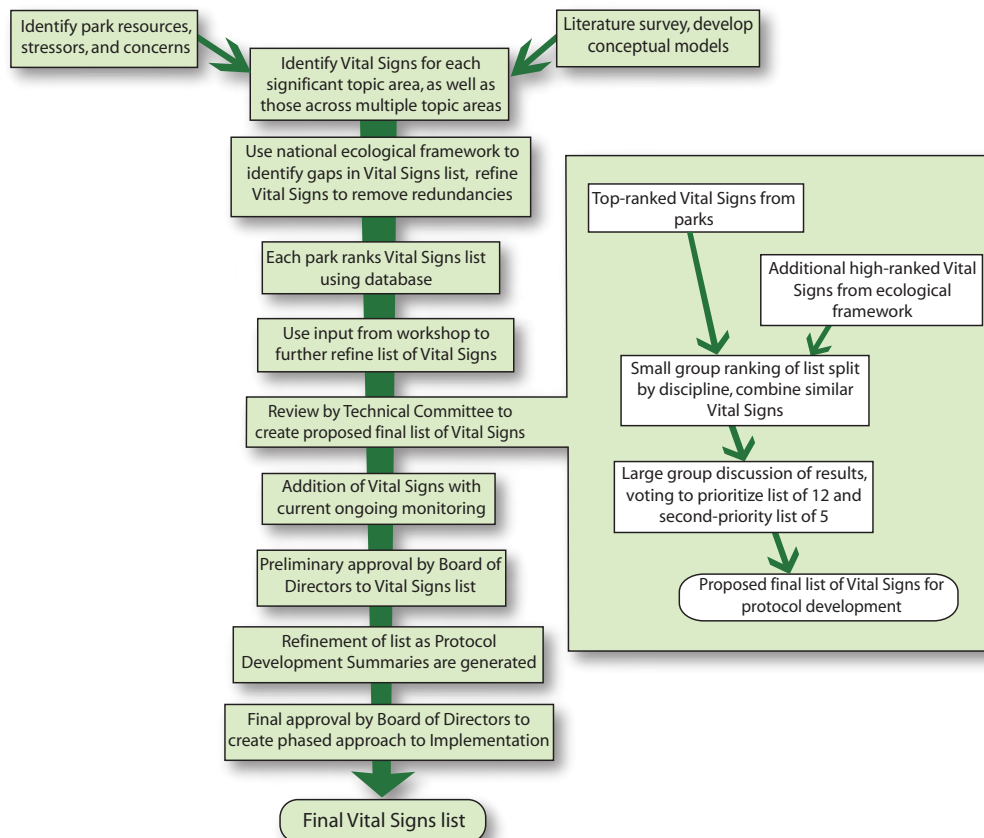 Identify park resources,
stressors, and concerns
Literature survey, develop
conceptual models
Identify Vital Signs for each
significant topic area, as well as
those across multiple topic areas
Use national ecological framework to
identify gaps in Vital Signs list, refine
Vital Signs to remove redundancies
Each park ranks Vital Signs list
using database
Use input from workshop to
further refine list of Vital Signs
Review by Technical Committee to
create proposed final list of Vital Signs
Addition of Vital Signs with
current ongoing monitoring
Preliminary approval by Board of
Directors to Vital Signs list
Refinement of list as Protocol
Development Summaries are generated
Final approval by Board of Directors to
create phased approach to Implementation
Final Vital Signs list
Top-ranked Vital Signs from
parks
Additional high-ranked Vital
Signs from ecological
framework
Small group ranking of list split
by discipline, combine similar
Vital Signs
Large group discussion of results,
voting to prioritize list of 12 and
second-priority list of 5
Proposed final list of Vital Signs for
protocol development